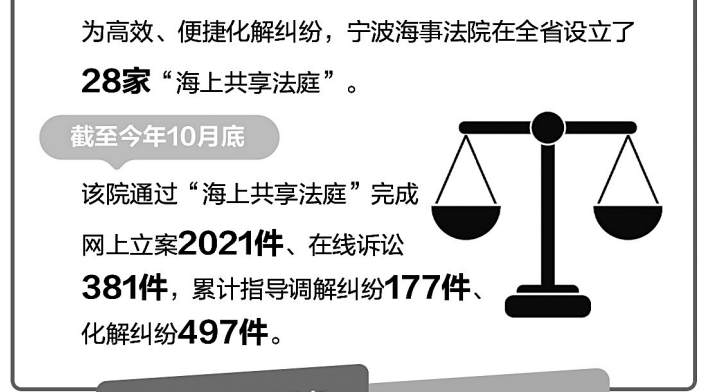 为高效、便捷化解纠纷，宁波海事法院在全省设立了
28家“海上共享法庭”。
截至今年10月底
该院通过“海上共享法庭”完成
网上立案2021件、在线诉讼
381件，累计指导调解纠纷177件、
化解纠纷497件。